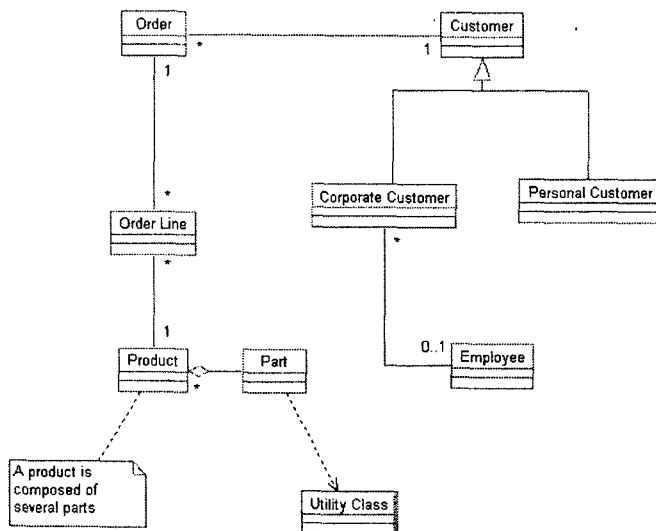 Order
Customer
*
1
1
*
Corporate Customer
Personal Customer
Order Line
*
*
1
0..1
Product
Part
Employee
*
A product is
composed of
several parts
Utility Class